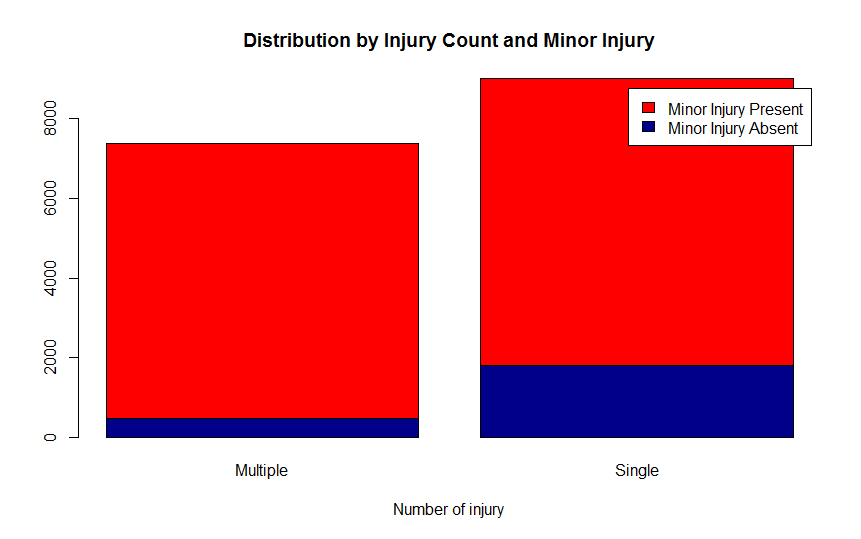 Distribution by Injury Count and Minor Injury
Minor Injury Present
Minor Injury Absent
8000
6000
4000
2000
0
Multiple
Single
Number of injury